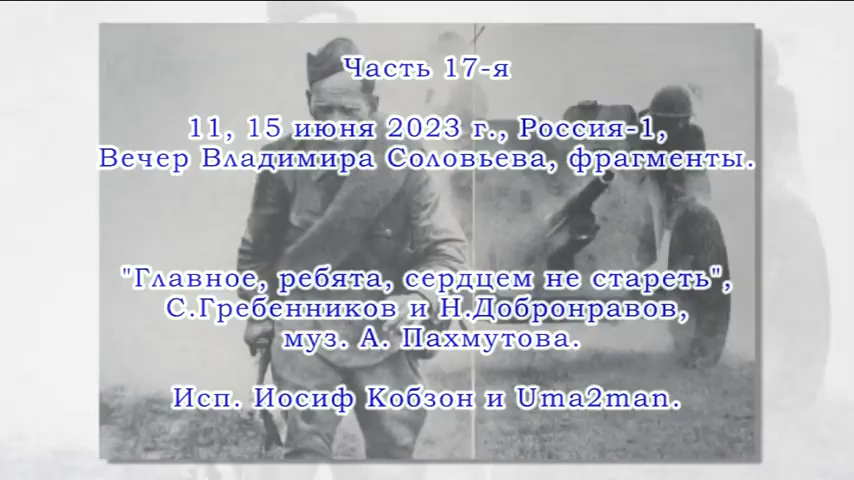 Часть 17-я
11, 15 июня 2023 г., Россия-1,
Вечер Владимира Соловьева, фрагменты.
"Главное, ребята, сердцем не стареть",
С.Гребенников и Н.Добронравов,
муз. А. Пахмутова.
Исп. Иосиф Кобзон и Uma2man.